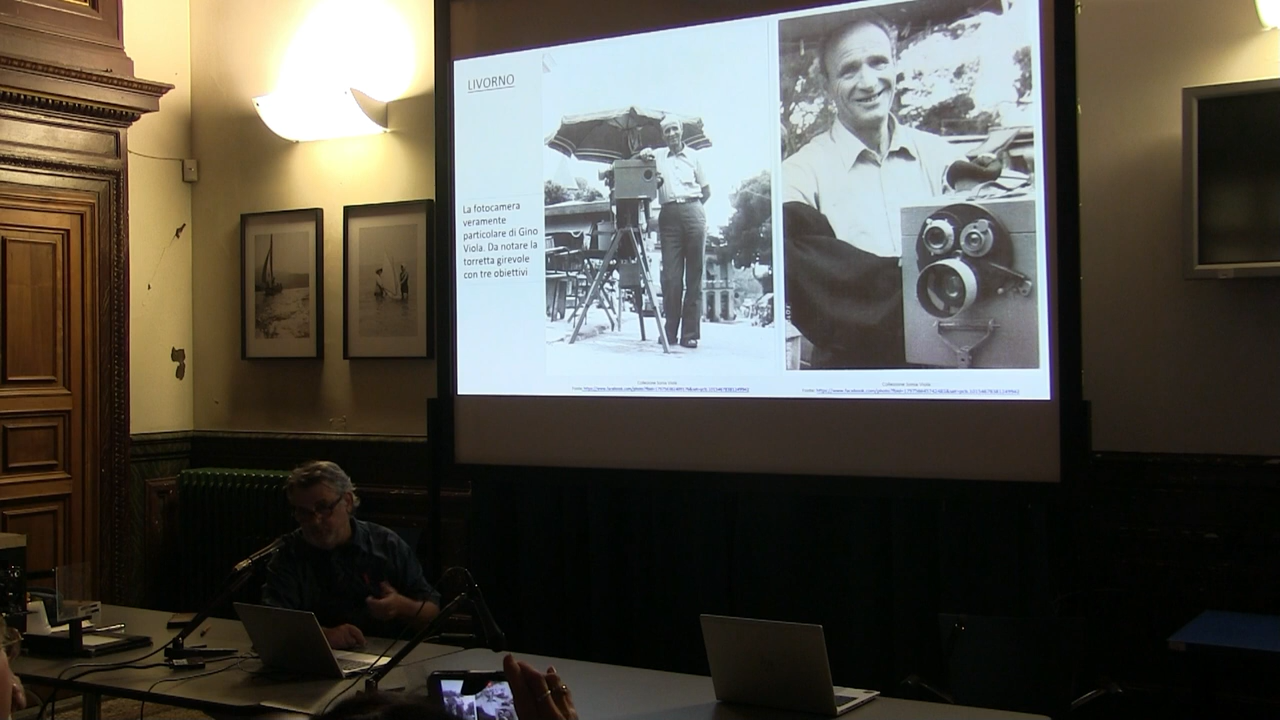 LIVORNO
La fotocamera
veramente
particolare di Gino
Viola. Da notare la
torretta girevole
con tre obiettivi